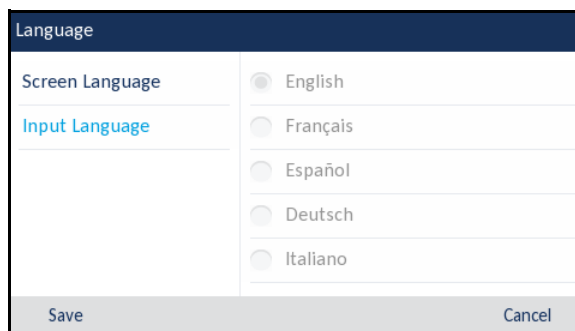 Language
Screen Language
Input Language
English
Français
Español
Deutsch
Italiano
Save
Cancel